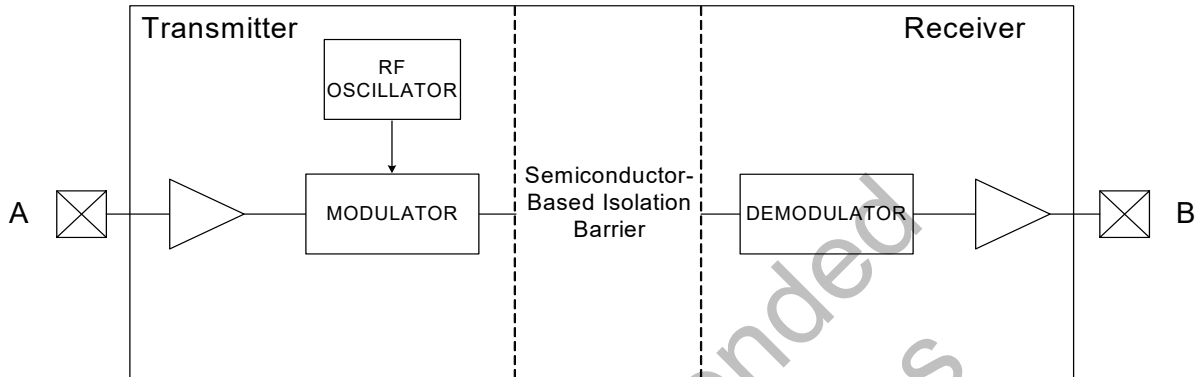 Transmitter
Receiver
RF
OSCILLATOR
A
MODULATOR
Semiconductor-
Based Isolation
Barrier
DEMODULATOR
B